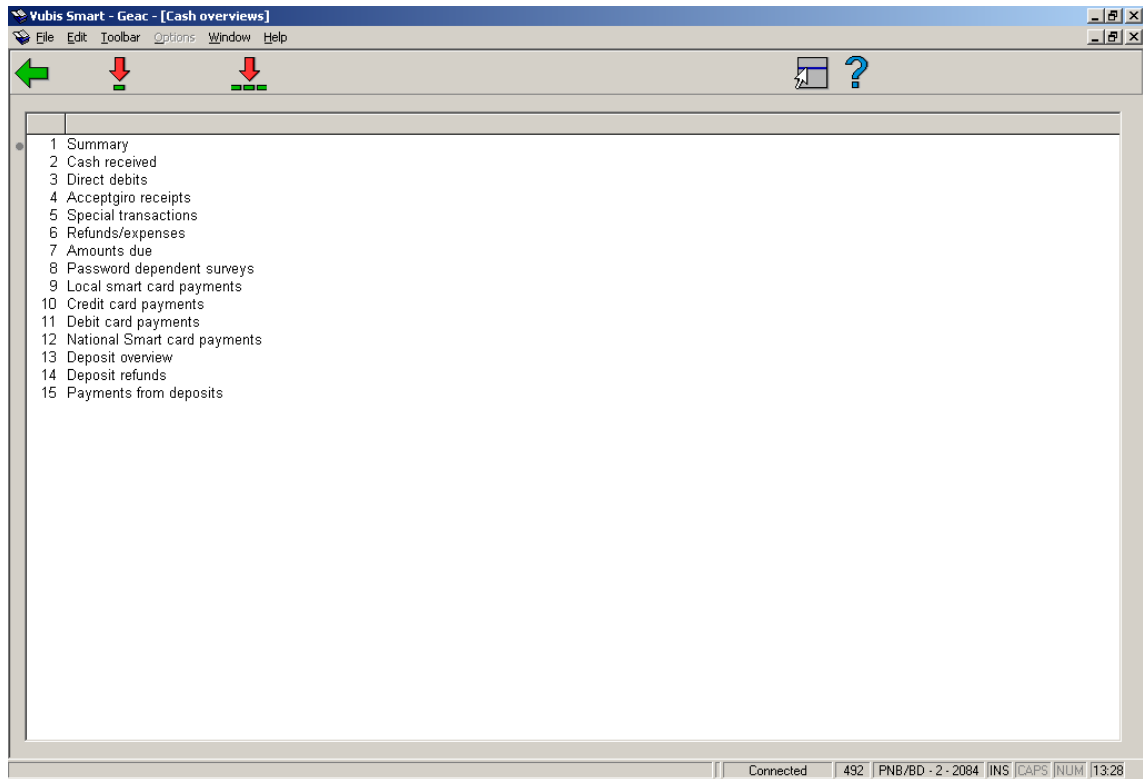 Vubis Smart - Geac - [Cash overviews]
File Edit Toolbar Options Window Help
1 Summary
2 Cash received
3 Direct debits
4 Acceptgiro receipts
5 Special transactions
6 Refunds/expenses
7 Amounts due
8 Password dependent surveys
9 Local smart card payments
10 Credit card payments
11 Debit card payments
12 National Smart card payments
13 Deposit overview
14 Deposit refunds
15 Payments from deposits
Connected 492 PNB/BD - 2 - 2084 INS CAPS NUM 13:28